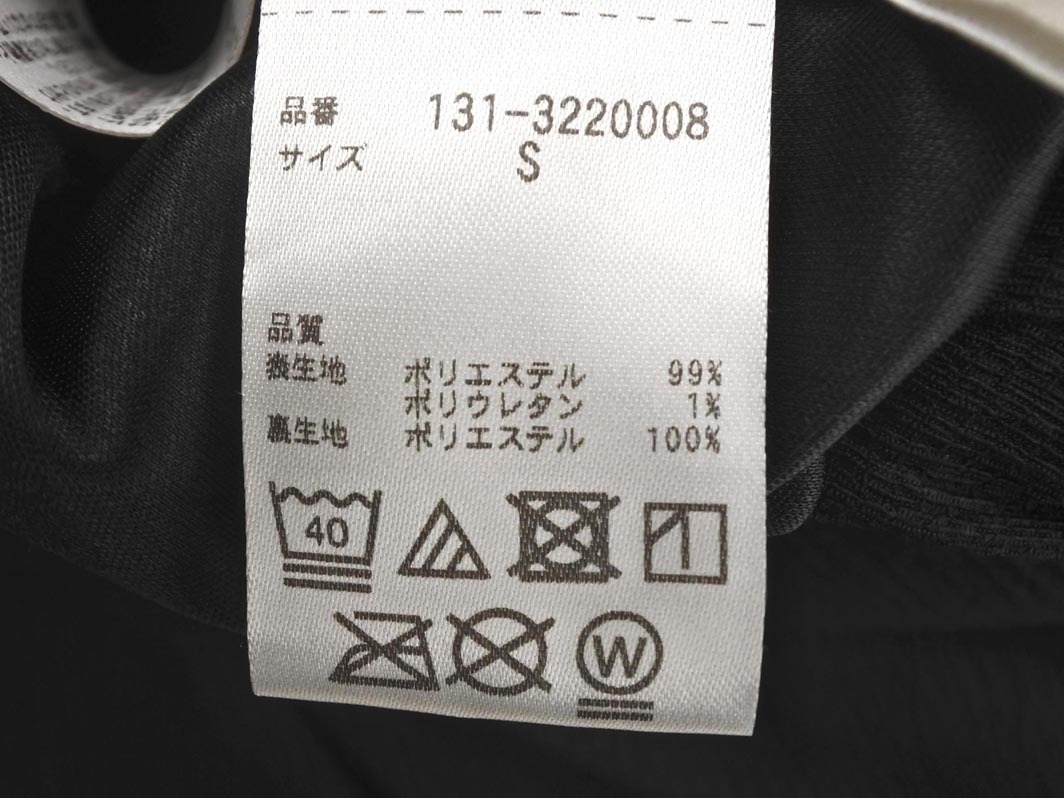 品番 131-3220008
サイズ S
品質
表生地 ポリエステル 99%
ポリウレタン 1%
裏生地 ポリエステル 100%
40
W